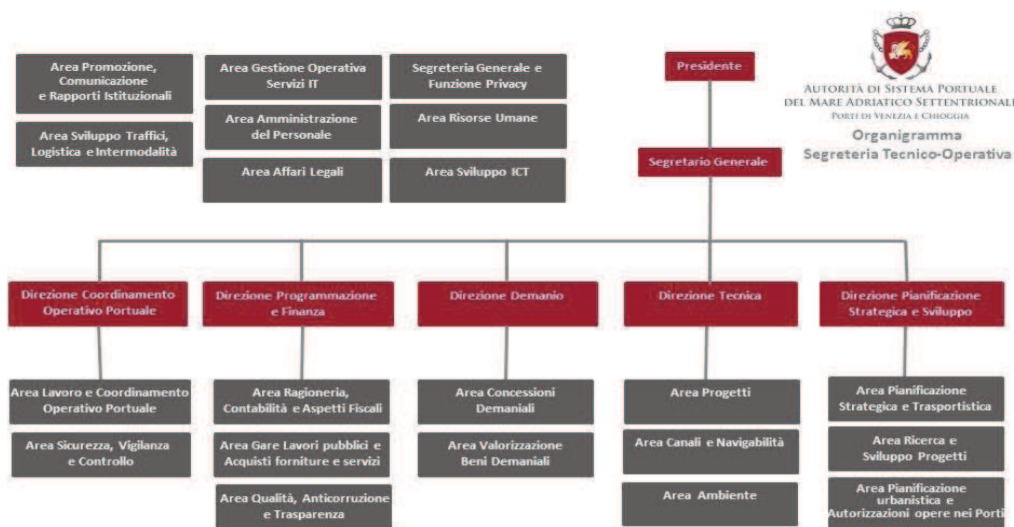 Area Promozione,
Comunicazione
e Rapporti Istituzionali
Area Sviluppo Traffici,
Logistica e Intermodalità
Area Gestione Operativa
Servizi IT
Area Amministrazione
del Personale
Area Affari Legali
Segreteria Generale e
Funzione Privacy
Area Risorse Umane
Area Sviluppo ICT
Presidente
Segretario Generale
AUTORITÀ DI SISTEMA PORTUALE
DEL MARE ADRIATICO SETTENTRIONALE
PORTI DI VENEZIA E CHIOGGIA
Organigramma
Segreteria Tecnico-Operativa
Direzione Coordinamento
Operativo Portuale
Area Lavoro e Coordinamento
Operativo Portuale
Area Sicurezza, Vigilanza
e Controllo
Direzione Programmazione
e Finanza
Area Ragioneria,
Contabilità e Aspetti Fiscali
Area Gare Lavori pubblici e
Acquisti forniture e servizi
Area Qualità, Anticorruzione
e Trasparenza
Direzione Demanio
Area Concessioni
Demaniali
Area Valorizzazione
Beni Demaniali
Direzione Tecnica
Area Progetti
Area Canali e Navigabilità
Area Ambiente
Direzione Pianificazione
Strategica e Sviluppo
Area Pianificazione
Strategica e Trasportistica
Area Ricerca e
Sviluppo Progetti
Area Pianificazione
urbanistica e
Autorizzazioni opere nei Porti